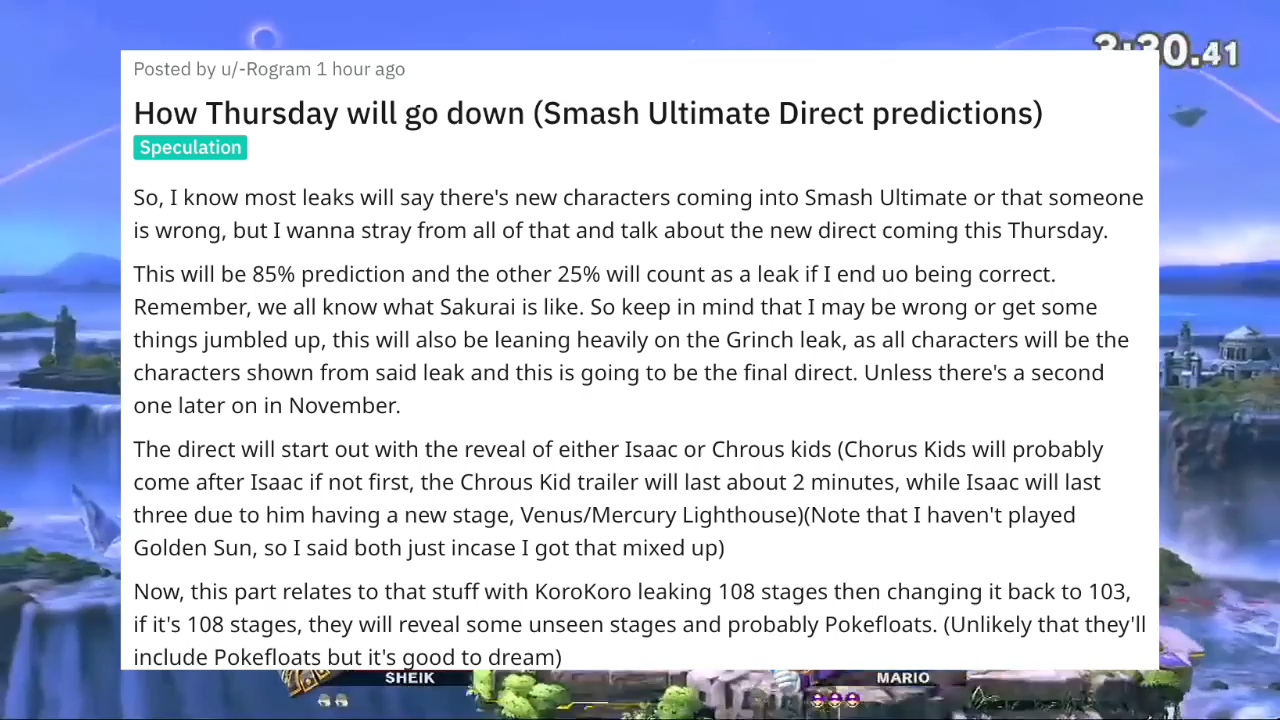 3:30.41
Posted by u/-Rogram 1 hour ago
How Thursday will go down (Smash Ultimate Direct predictions)
Speculation
So, I know most leaks will say there's new characters coming into Smash Ultimate or that someone
is wrong, but I wanna stray from all of that and talk about the new direct coming this Thursday.
This will be 85% prediction and the other 25% will count as a leak if I end uo being correct.
Remember, we all know what Sakurai is like. So keep in mind that I may be wrong or get some
things jumbled up, this will also be leaning heavily on the Grinch leak, as all characters will be the
characters shown from said leak and this is going to be the final direct. Unless there's a second
one later on in November.
The direct will start out with the reveal of either Isaac or Chrous kids (Chorus Kids will probably
come after Isaac if not first, the Chrous Kid trailer will last about 2 minutes, while Isaac will last
three due to him having a new stage, Venus/Mercury Lighthouse)(Note that I haven't played
Golden Sun, so I said both just incase I got that mixed up)
Now, this part relates to that stuff with KoroKoro leaking 108 stages then changing it back to 103,
if it's 108 stages, they will reveal some unseen stages and probably Pokefloats. (Unlikely that they'll
include Pokefloats but it's good to dream)
SHEIK
MARIO